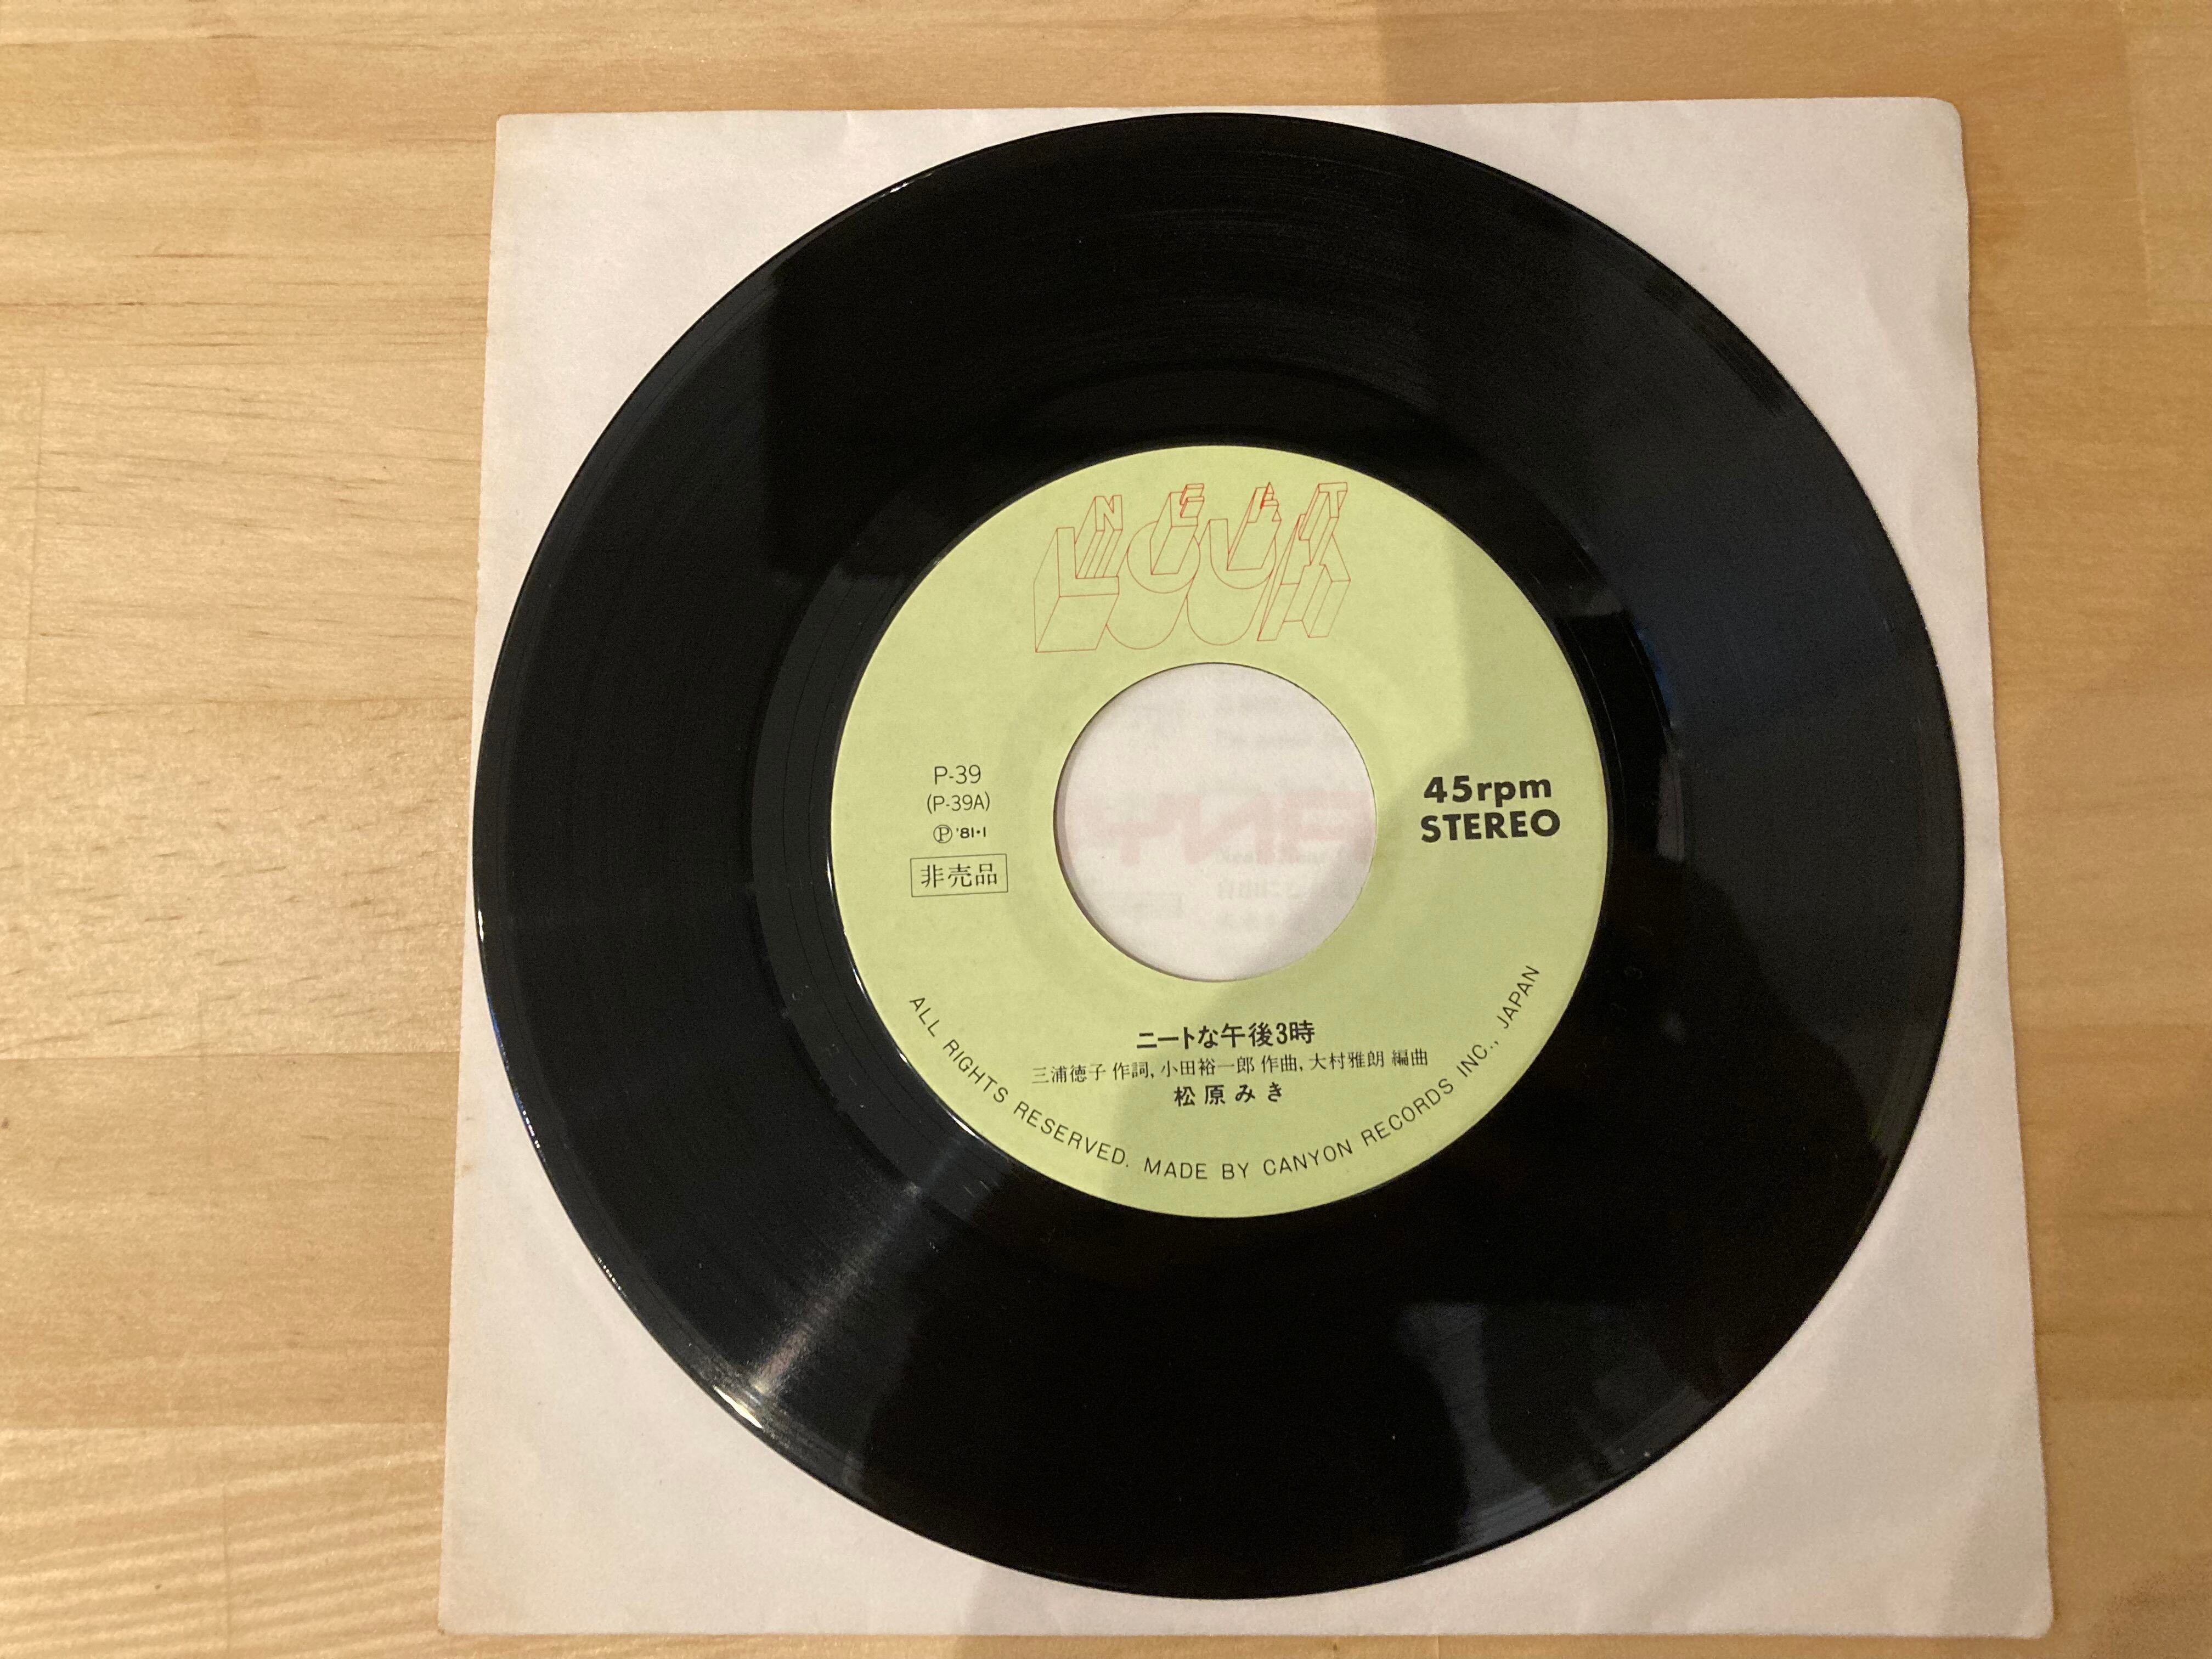 NEET
LOOK
P-39
(P-39A)
Ⓟ '81・1
非売品
45rpm
STEREO
ニートな午後3時
三浦徳子 作詞, 小田裕一郎 作曲, 大村雅朗 編曲
松原みき
ALL RIGHTS RESERVED. MADE BY CANYON RECORDS INC., JAPAN